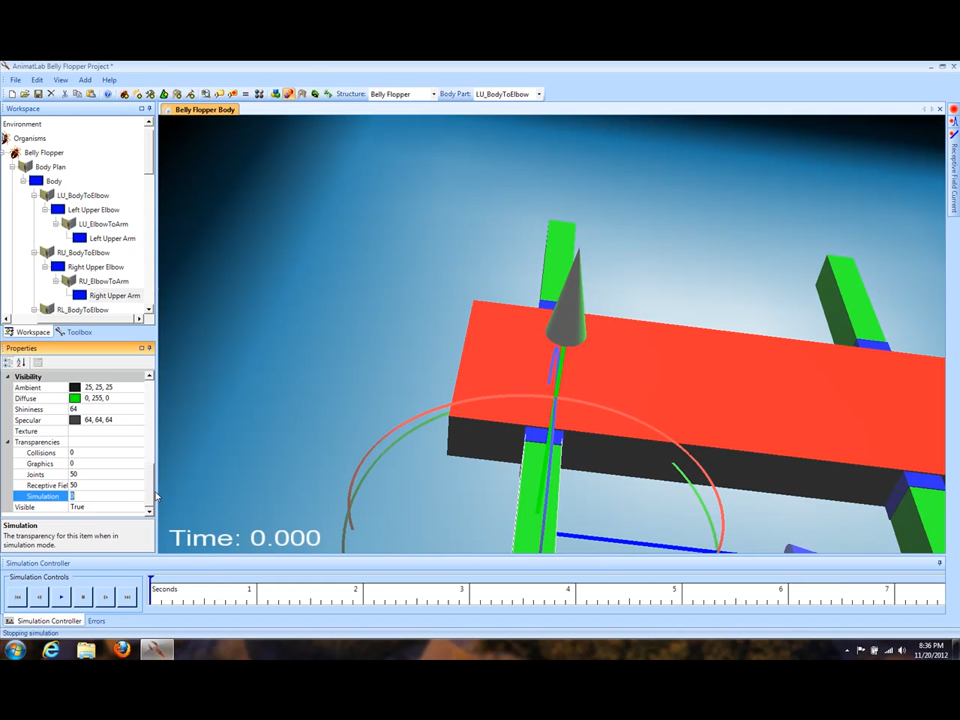 AnimatLab Belly Flopper Project *
File Edit View Add Help
Structure: Belly Flopper Body Part: LU_BodyToElbow
Workspace
Belly Flopper Body
Environment
Organisms
Belly Flopper
Body Plan
Body
LU_BodyToElbow
Left Upper Elbow
LU_ElbowToArm
Left Upper Arm
RU_BodyToElbow
Right Upper Elbow
RU_ElbowToArm
Right Upper Arm
RL_BodyToElbow
Workspace Toolbox
Receptive Field Current
Properties
Visibility
Ambient 25, 25, 25
Diffuse 0, 255, 0
Shininess 64
Specular 64, 64, 64
Texture
Transparencies
Collisions 0
Graphics 0
Joints 50
Receptive Fiel 50
Simulation 0
Visible True
Simulation
The transparency for this item when in
simulation mode.
Time: 0.000
Simulation Controller
Simulation Controls
Seconds 1 2 3 4 5 6 7
Simulation Controller Errors
Stopping simulation
8:36 PM
11/20/2012